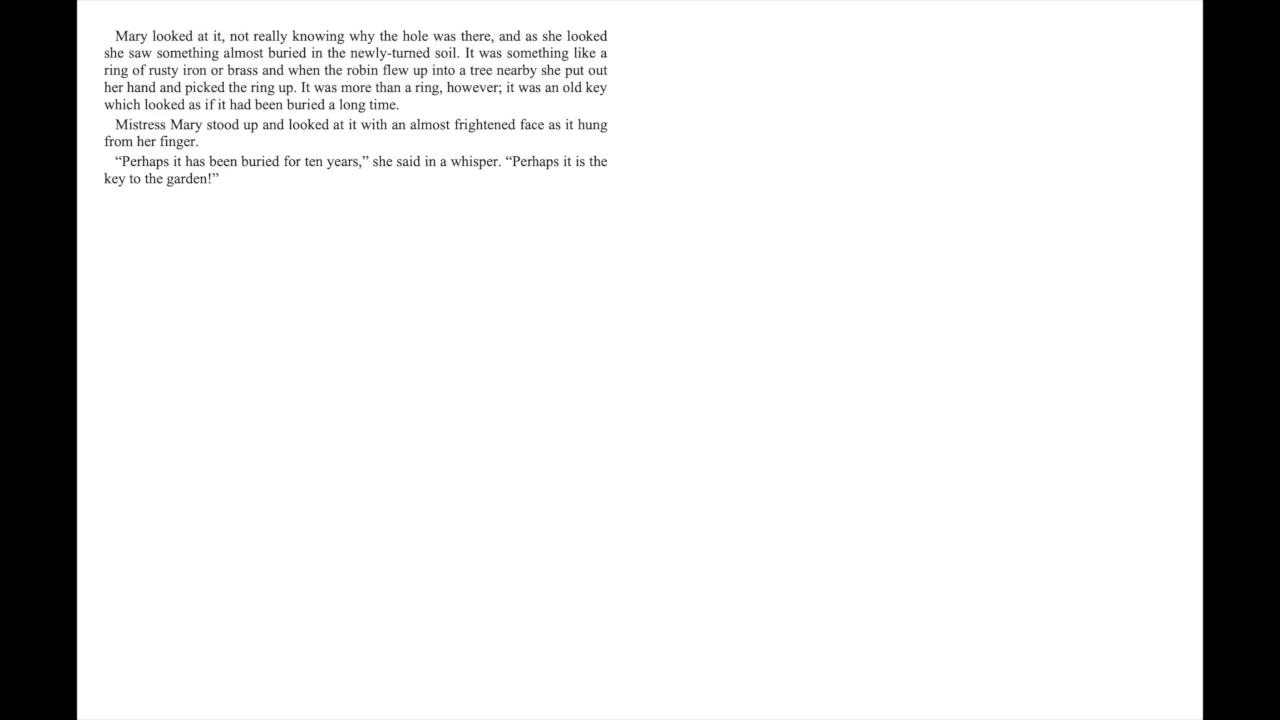 Mary looked at it, not really knowing why the hole was there, and as she looked
she saw something almost buried in the newly-turned soil. It was something like a
ring of rusty iron or brass and when the robin flew up into a tree nearby she put out
her hand and picked the ring up. It was more than a ring, however; it was an old key
which looked as if it had been buried a long time.
Mistress Mary stood up and looked at it with an almost frightened face as it hung
from her finger.
“Perhaps it has been buried for ten years,” she said in a whisper. “Perhaps it is the
key to the garden!”